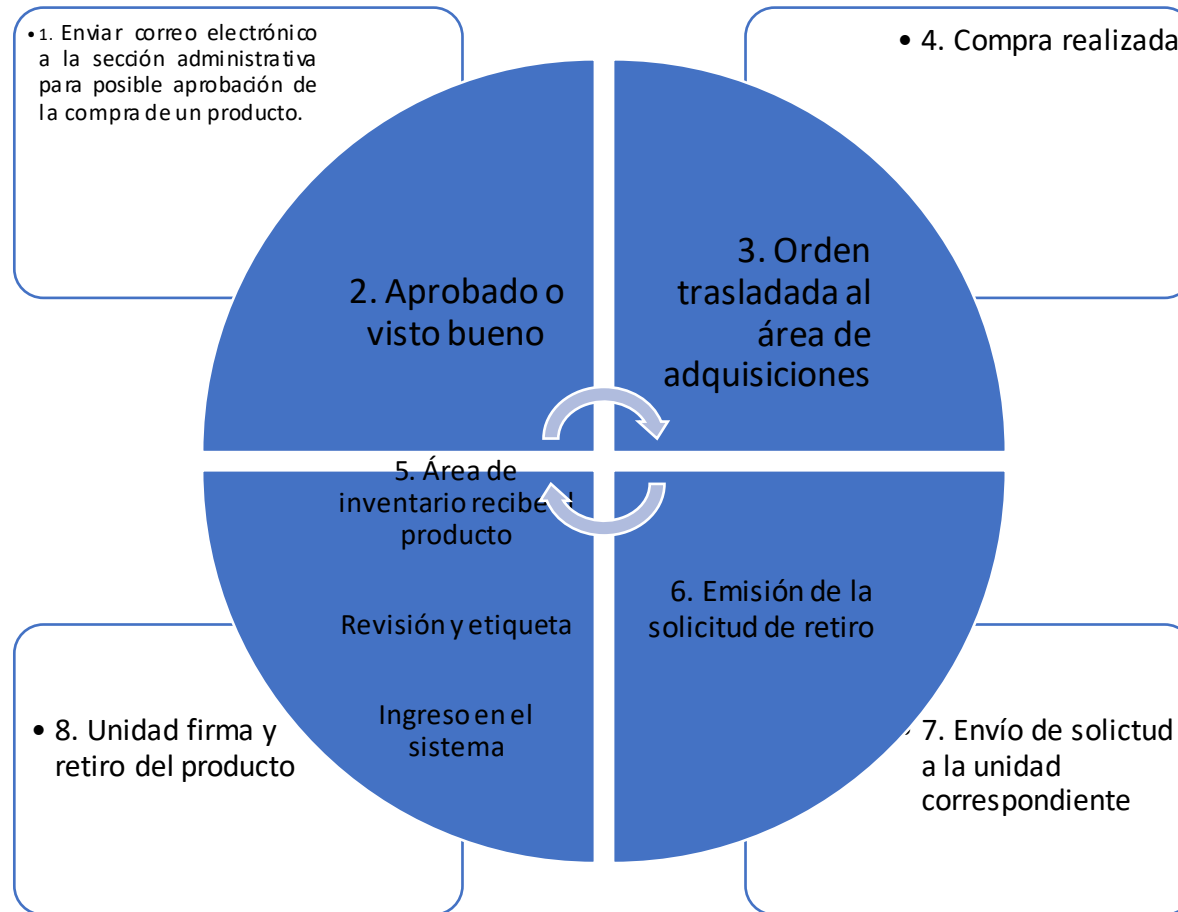 • 1. Enviar correo electrónico
a la sección administrativa
para posible aprobación de
la compra de un producto.
2. Aprobado o
visto bueno
3. Orden
trasladada al
área de
adquisiciones
• 4. Compra realizada
5. Área de
inventario recibe el
producto
Revisión y etiqueta
Ingreso en el
sistema
6. Emisión de la
solicitud de retiro
• 7. Envío de solictud
a la unidad
correspondiente
• 8. Unidad firma y
retiro del producto